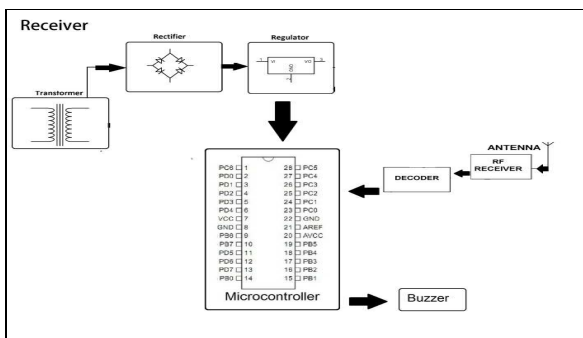 Receiver
Rectifier
Regulator
VI
VO
GND
Transformer
ANTENNA
RF
RECEIVER
DECODER
PC6 1 28 PC5
PD0 2 27 PC4
PD1 3 26 PC3
PD2 4 25 PC2
PD3 5 24 PC1
PD4 6 23 PC0
VCC 7 22 GND
GND 8 21 AREF
PB6 9 20 AVCC
PB7 10 19 PB5
PD5 11 18 PB4
PD6 12 17 PB3
PD7 13 16 PB2
PB0 14 15 PB1
Microcontroller
Buzzer